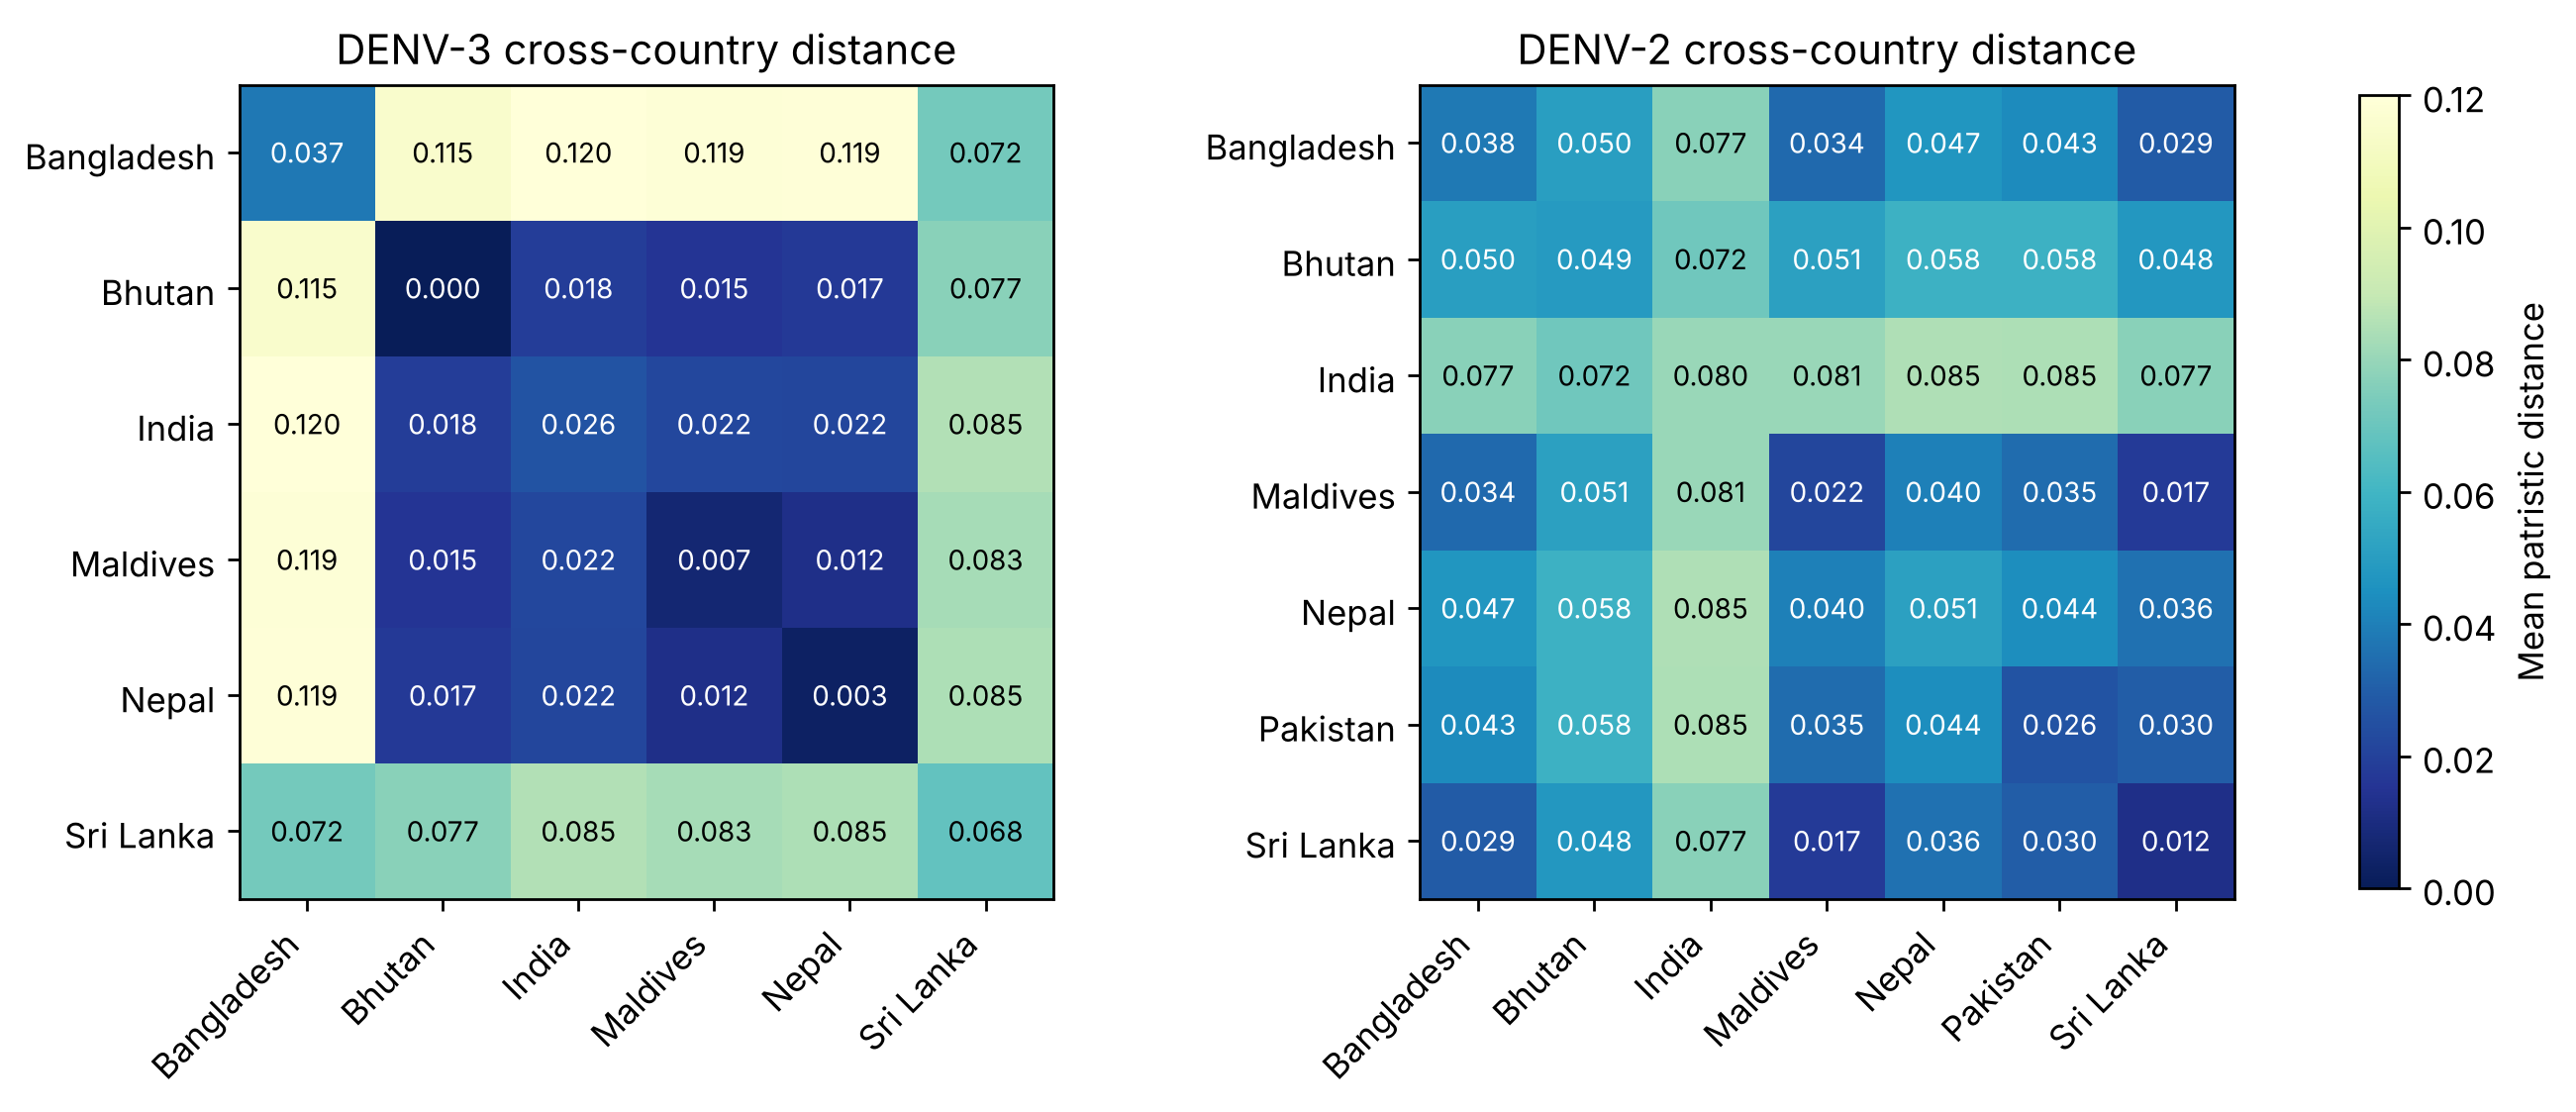 DENV-3 cross-country distance
Bangladesh 0.037 0.115 0.120 0.119 0.119 0.072
Bhutan 0.115 0.000 0.018 0.015 0.017 0.077
India 0.120 0.018 0.026 0.022 0.022 0.085
Maldives 0.119 0.015 0.022 0.007 0.012 0.083
Nepal 0.119 0.017 0.022 0.012 0.003 0.085
Sri Lanka 0.072 0.077 0.085 0.083 0.085 0.068
Bangladesh Bhutan India Maldives Nepal Sri Lanka
DENV-2 cross-country distance
Bangladesh 0.038 0.050 0.077 0.034 0.047 0.043 0.029
Bhutan 0.050 0.049 0.072 0.051 0.058 0.058 0.048
India 0.077 0.072 0.080 0.081 0.085 0.085 0.077
Maldives 0.034 0.051 0.081 0.022 0.040 0.035 0.017
Nepal 0.047 0.058 0.085 0.040 0.051 0.044 0.036
Pakistan 0.043 0.058 0.085 0.035 0.044 0.026 0.030
Sri Lanka 0.029 0.048 0.077 0.017 0.036 0.030 0.012
Bangladesh Bhutan India Maldives Nepal Pakistan Sri Lanka
0.12
0.10
0.08
0.06
0.04
0.02
0.00
Mean patristic distance